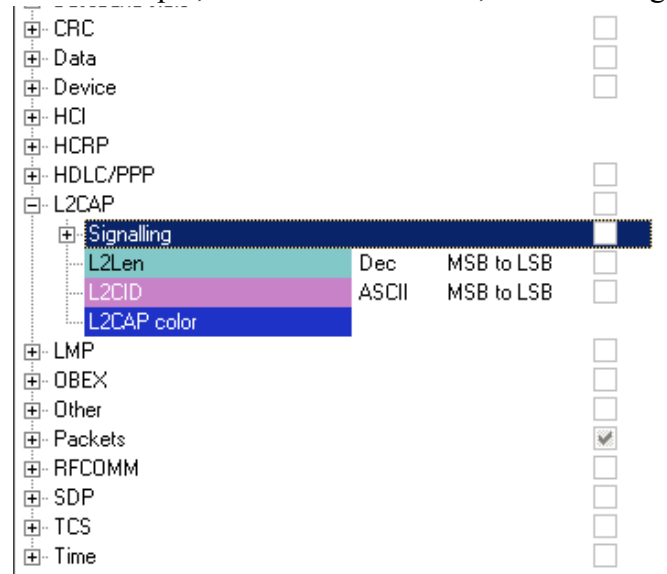 CRC
Data
Device
HCI
HCRP
HDLC/PPP
L2CAP
Signalling
L2Len Dec MSB to LSB
L2CID ASCII MSB to LSB
L2CAP color
LMP
OBEX
Other
Packets
RFCOMM
SDP
TCS
Time